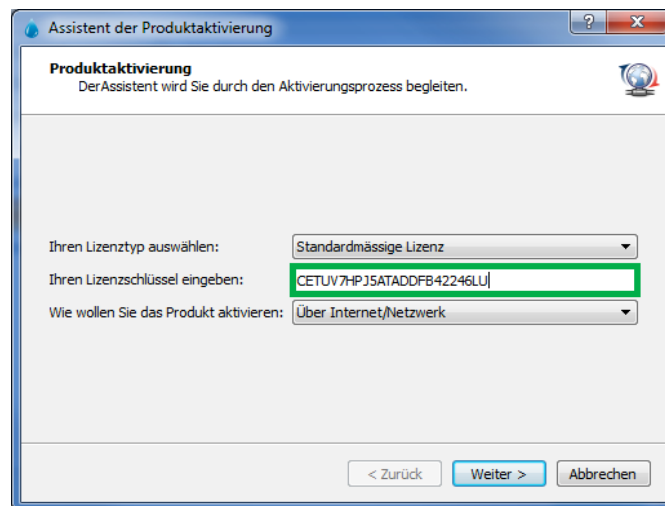 Assistent der Produktaktivierung
Produktaktivierung
DerAssistent wird Sie durch den Aktivierungsprozess begleiten.
Ihren Lizenztyp auswählen: Standardmässige Lizenz
Ihren Lizenzschlüssel eingeben: CETUV7HPJ5ATADDFB42246LU
Wie wollen Sie das Produkt aktivieren: Über Internet/Netzwerk
< Zurück Weiter > Abbrechen